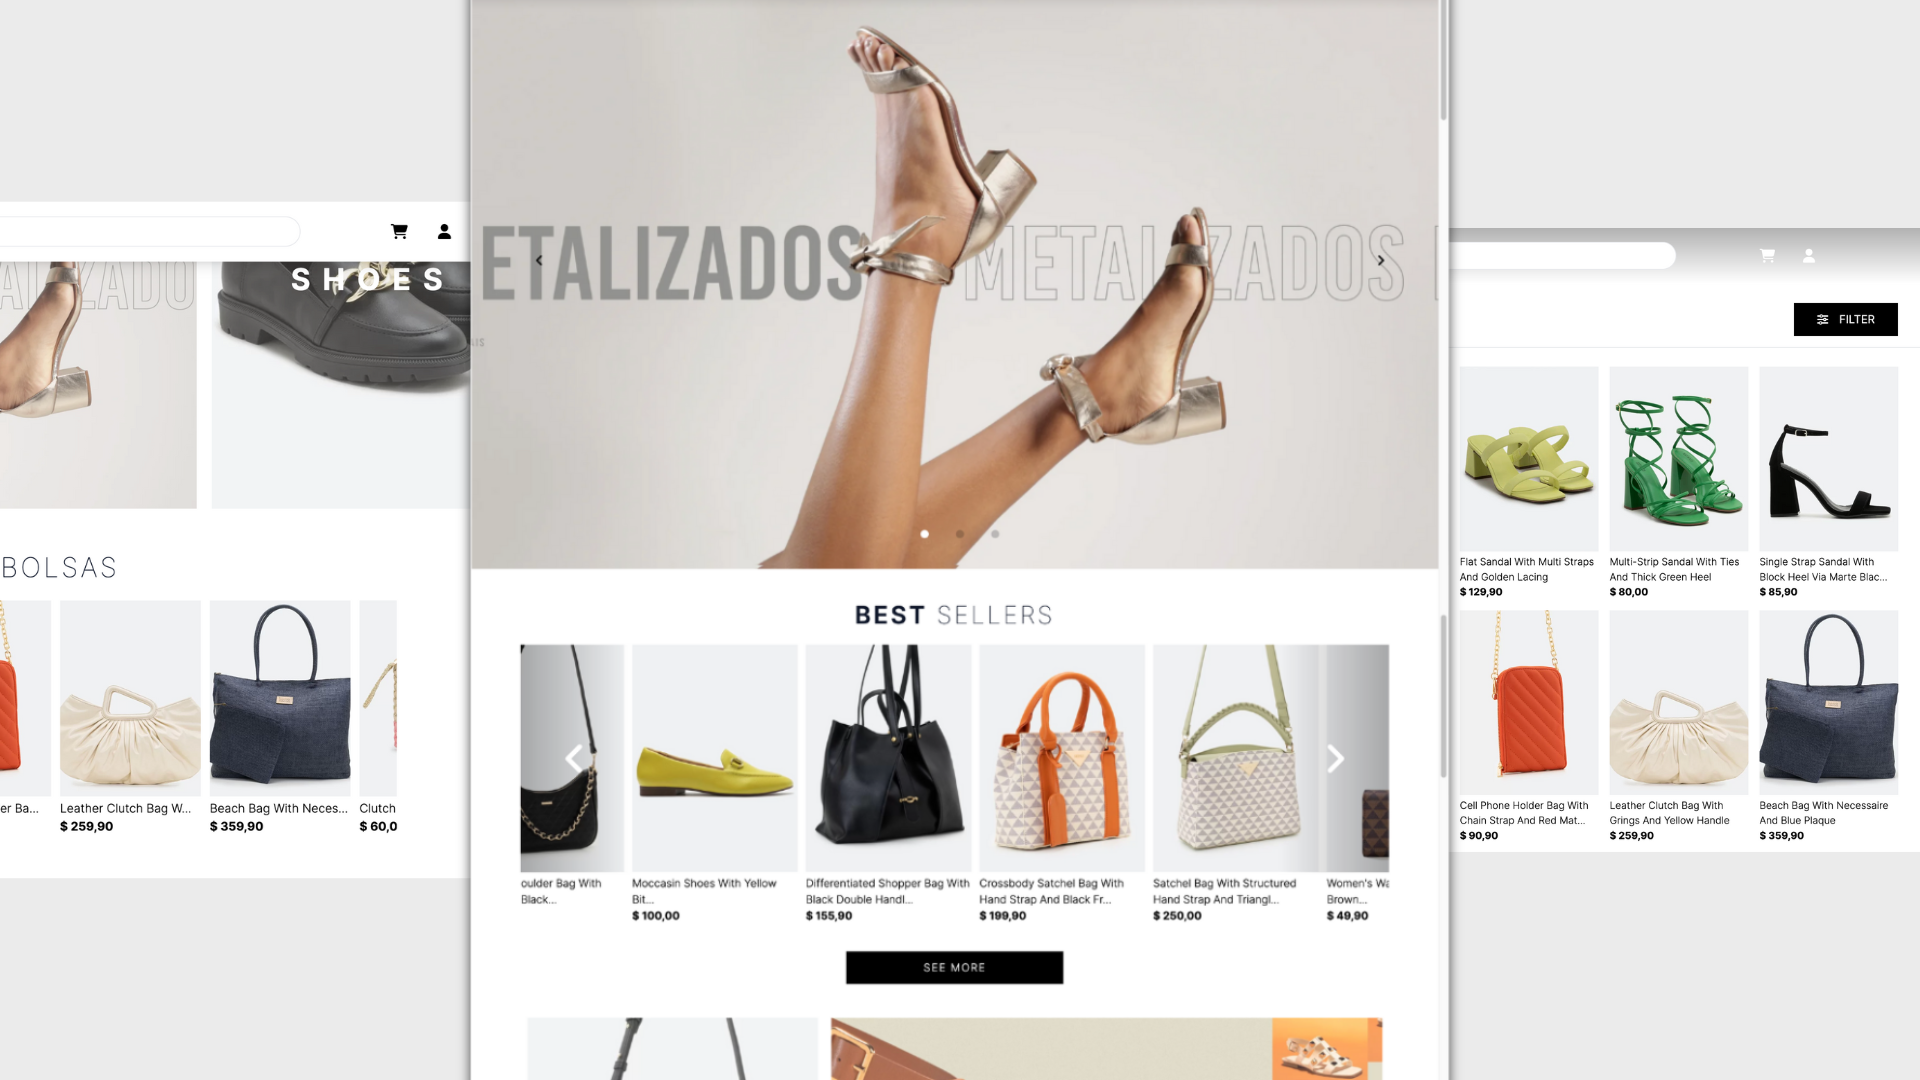 SHOES
ALIZADO
BOLSAS
er Ba...
Leather Clutch Bag W...
$ 259,90
Beach Bag With Neces...
$ 359,90
Clutch
$ 60,0
ETALIZADOS METALIZADOS
AIS
BEST SELLERS
oulder Bag With
Black...
Moccasin Shoes With Yellow
Bit...
$ 100,00
Differentiated Shopper Bag With
Black Double Handl...
$ 155,90
Crossbody Satchel Bag With
Hand Strap And Black Fr...
$ 199,90
Satchel Bag With Structured
Hand Strap And Triangl...
$ 250,00
Women's Wa
Brown...
$ 49,90
SEE MORE
FILTER
Flat Sandal With Multi Straps
And Golden Lacing
$ 129,90
Multi-Strip Sandal With Ties
And Thick Green Heel
$ 80,00
Single Strap Sandal With
Block Heel Via Marte Blac...
$ 85,90
Cell Phone Holder Bag With
Chain Strap And Red Mat...
$ 90,90
Leather Clutch Bag With
Grings And Yellow Handle
$ 259,90
Beach Bag With Necessaire
And Blue Plaque
$ 359,90